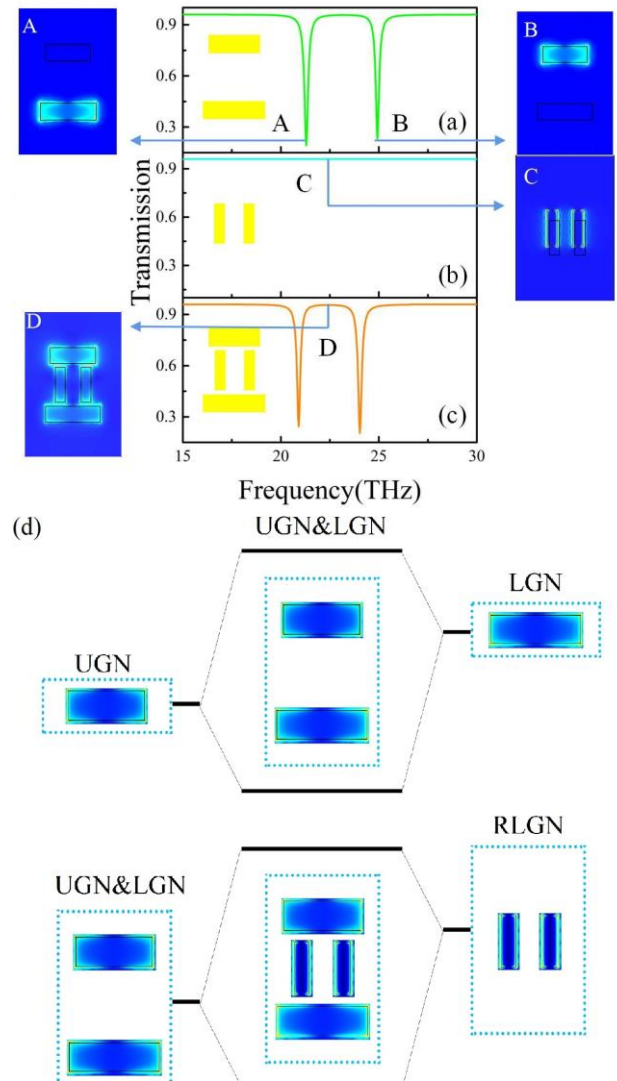 A
B
0.9
0.6
0.3
A
B
(a)
C
0.9
0.6
0.3
C
(b)
Transmission
D
0.9
0.6
0.3
D
(c)
15
20
25
30
Frequency(THz)
(d)
UGN&LGN
LGN
UGN
RLGN
UGN&LGN